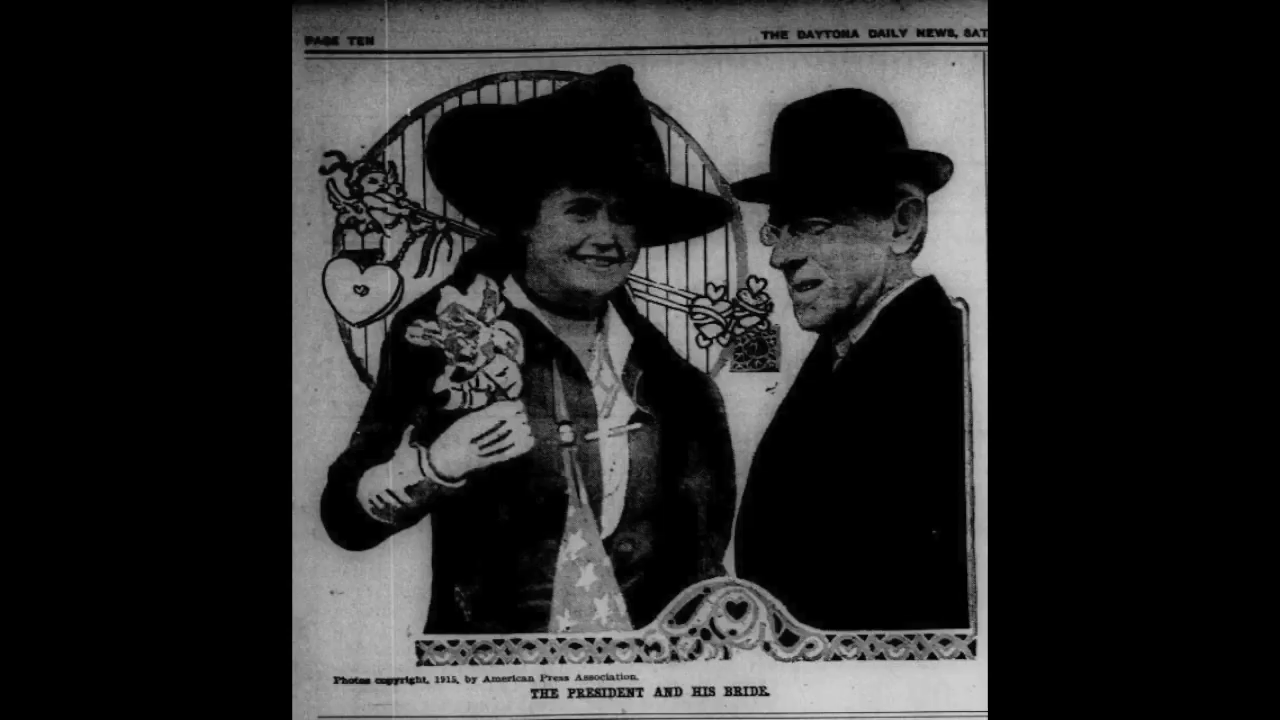 PAGE TEN
THE DAYTONA DAILY NEWS, SAT
Photos copyright, 1915, by American Press Association.
THE PRESIDENT AND HIS BRIDE.